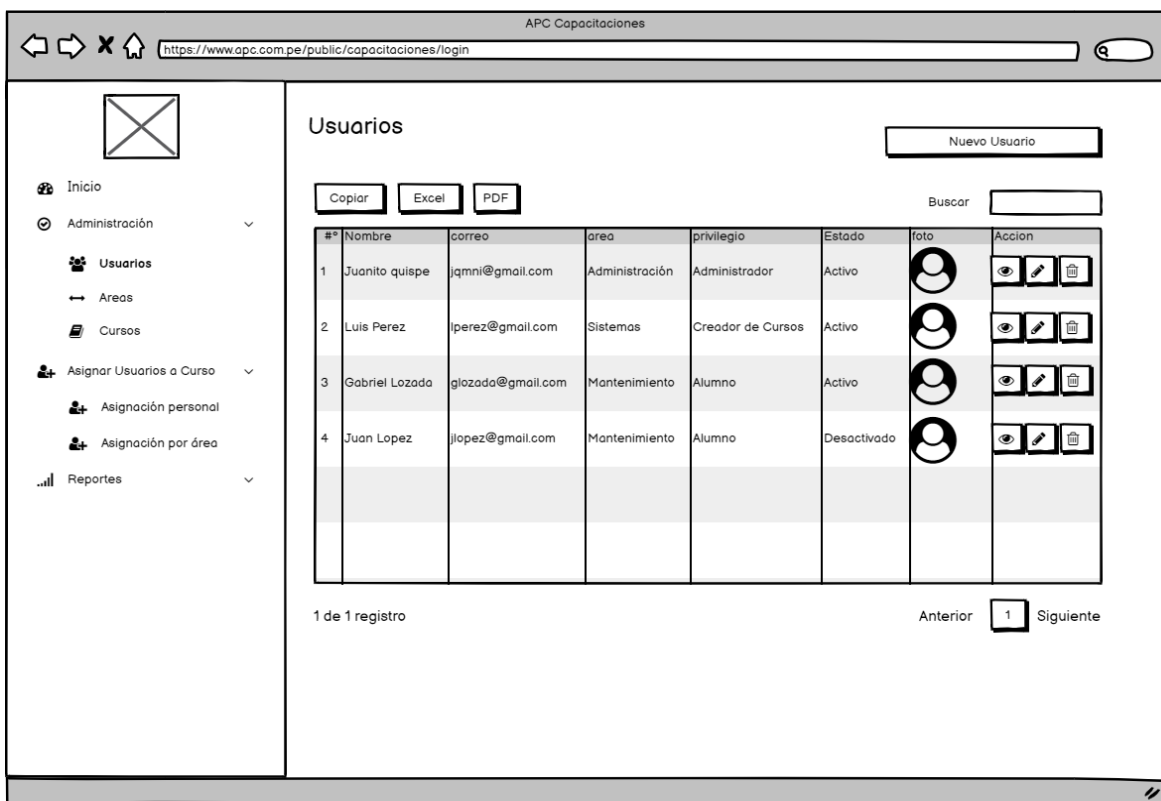 APC Capacitaciones
https://www.apc.com.pe/public/capacitaciones/login
Inicio
Administración
Usuarios
Areas
Cursos
Asignar Usuarios a Curso
Asignación personal
Asignación por área
Reportes
Usuarios
Nuevo Usuario
Copiar Excel PDF Buscar
#° Nombre correo area privilegio Estado foto Accion
1 Juanito quispe jqmni@gmail.com Administración Administrador Activo
2 Luis Perez lperez@gmail.com Sistemas Creador de Cursos Activo
3 Gabriel Lozada glozada@gmail.com Mantenimiento Alumno Activo
4 Juan Lopez jlopez@gmail.com Mantenimiento Alumno Desactivado
1 de 1 registro Anterior 1 Siguiente